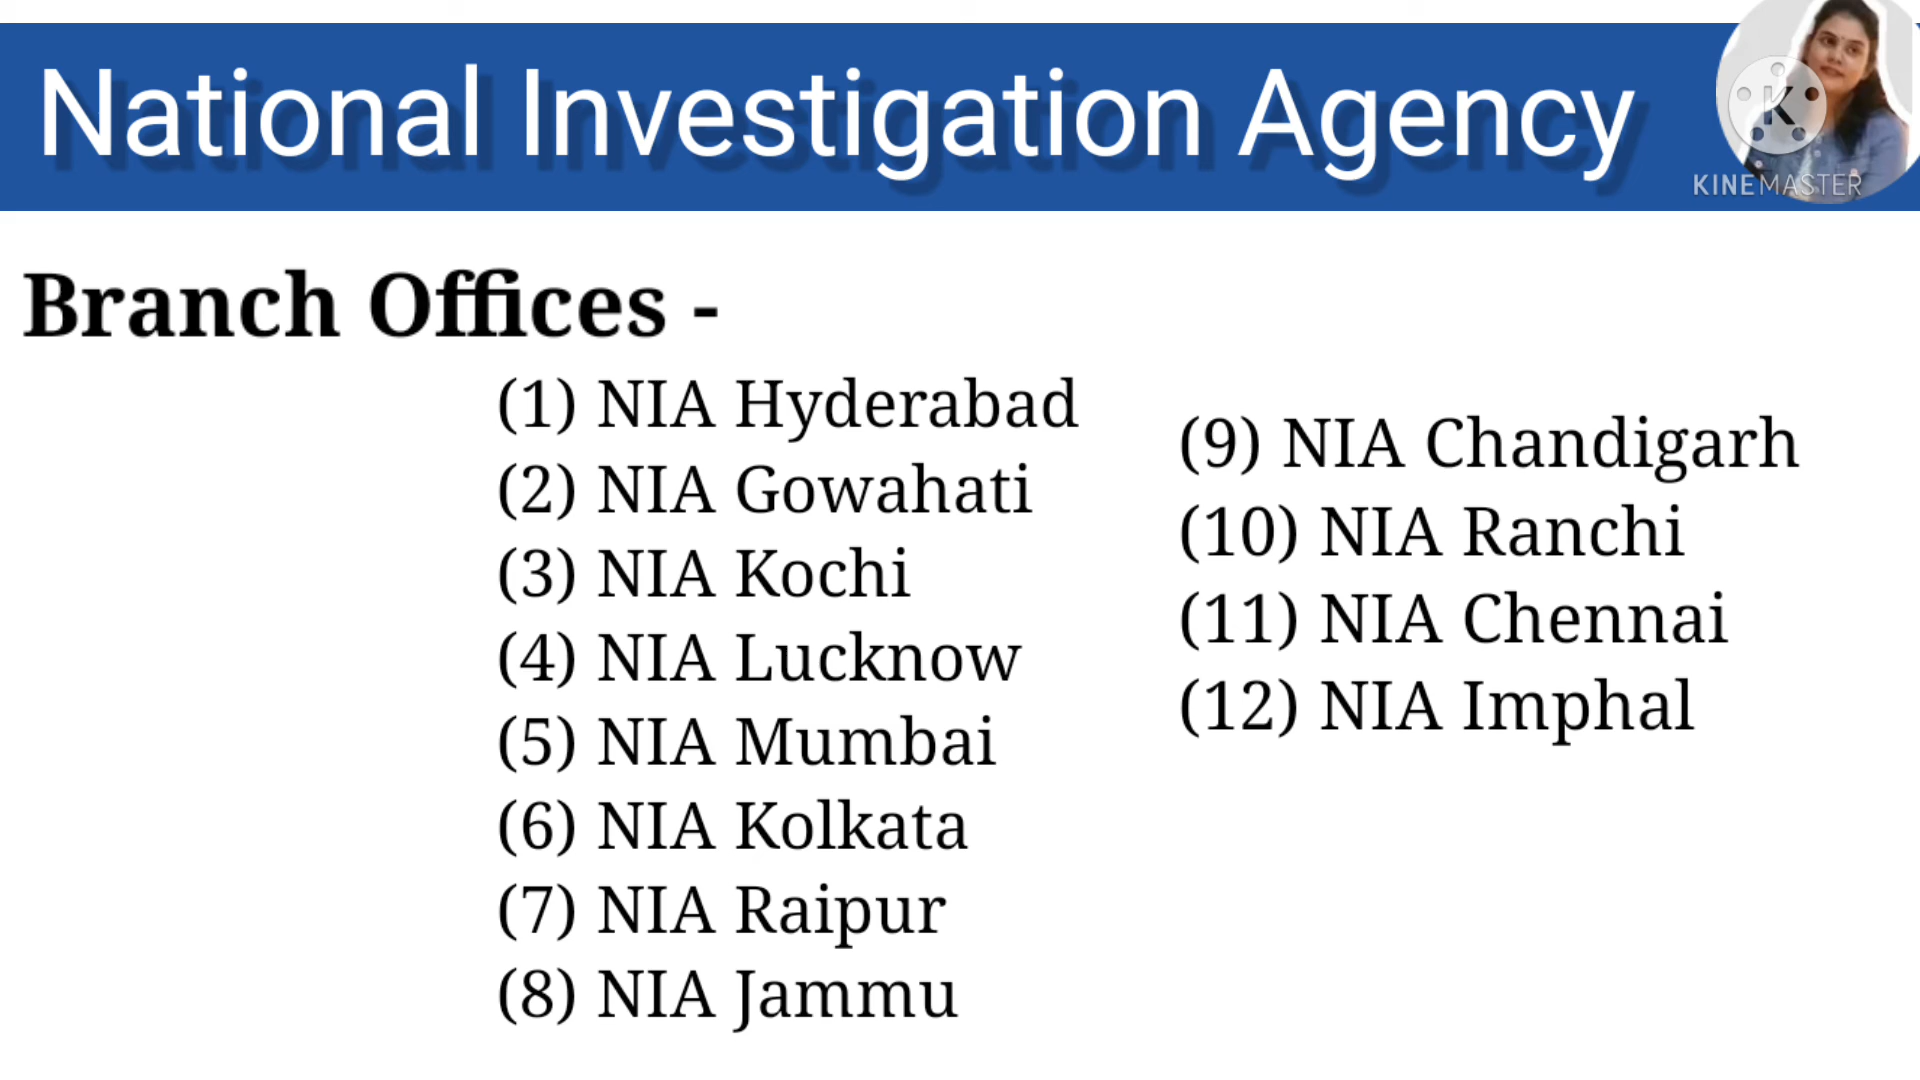 National Investigation Agency
K
KINEMASTER
Branch Offices -
(1) NIA Hyderabad
(2) NIA Gowahati
(3) NIA Kochi
(4) NIA Lucknow
(5) NIA Mumbai
(6) NIA Kolkata
(7) NIA Raipur
(8) NIA Jammu
(9) NIA Chandigarh
(10) NIA Ranchi
(11) NIA Chennai
(12) NIA Imphal